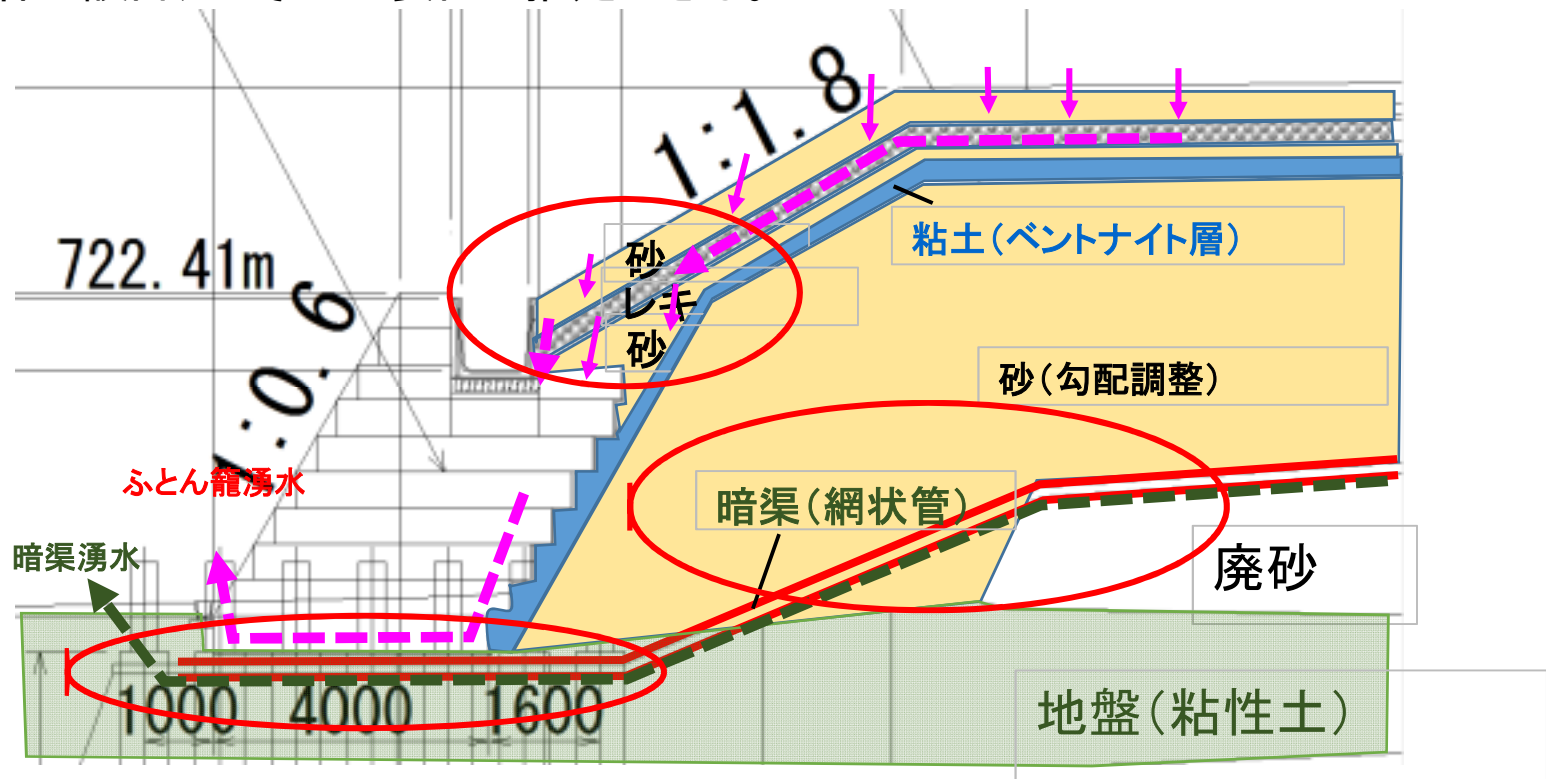 1:1.8
722.41m
粘土(ベントナイト層)
砂
レキ
砂
1:0.6
砂(勾配調整)
ふとん籠湧水
暗渠(網状管)
暗渠湧水
廃砂
地盤(粘性土)
1000 4000 1600